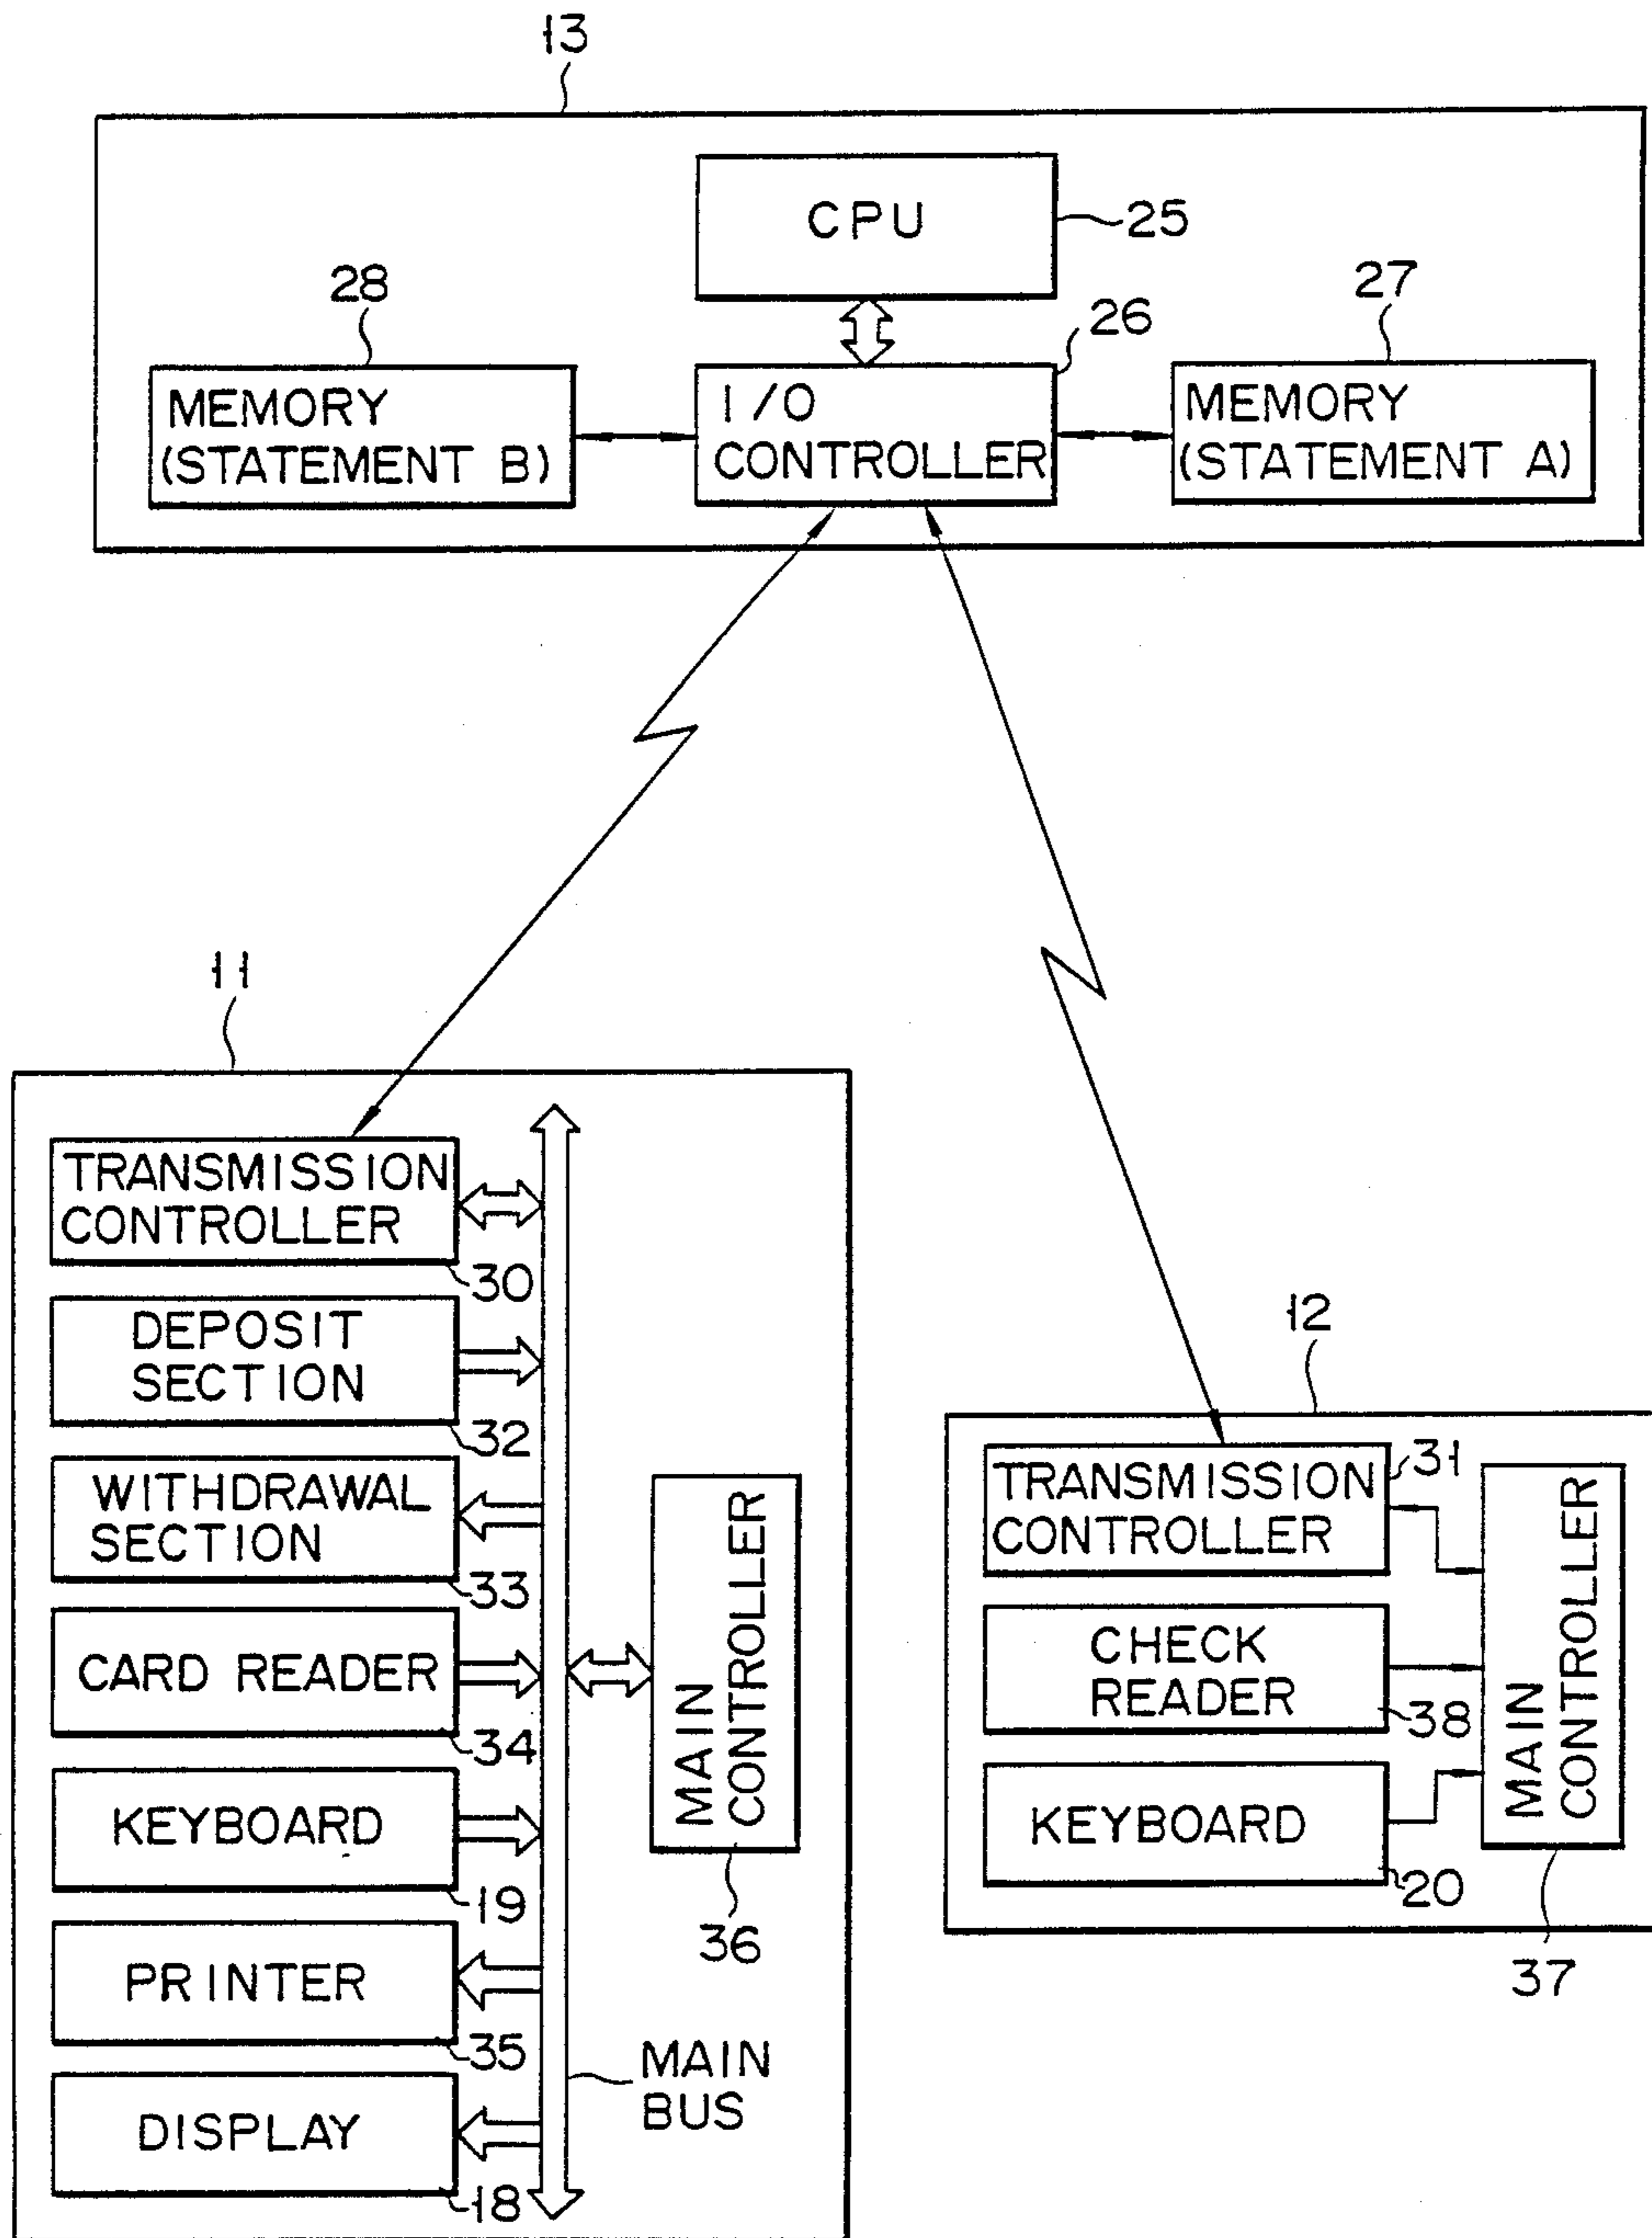 13
CPU
25
28
27
26
MEMORY
(STATEMENT B)
I/O
CONTROLLER
MEMORY
(STATEMENT A)
11
TRANSMISSION
CONTROLLER
30
DEPOSIT
SECTION
32
WITHDRAWAL
SECTION
33
CARD READER
34
KEYBOARD
19
PRINTER
35
DISPLAY
18
MAIN
CONTROLLER
36
MAIN
BUS
12
TRANSMISSION
CONTROLLER
31
CHECK
READER
38
KEYBOARD
20
MAIN
CONTROLLER
37